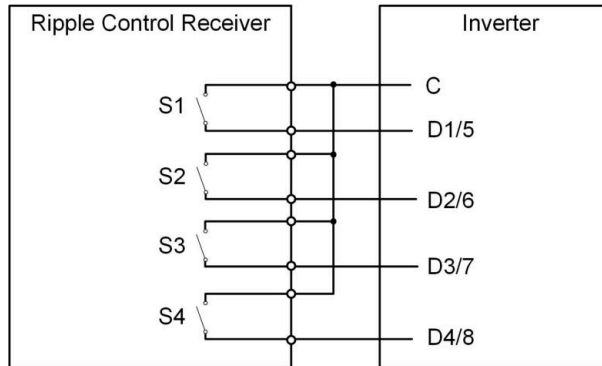 Ripple Control Receiver
Inverter
S1
C
D1/5
S2
D2/6
S3
D3/7
S4
D4/8